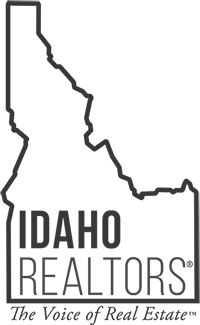 IDAHO
REALTORS®
The Voice of Real Estate™